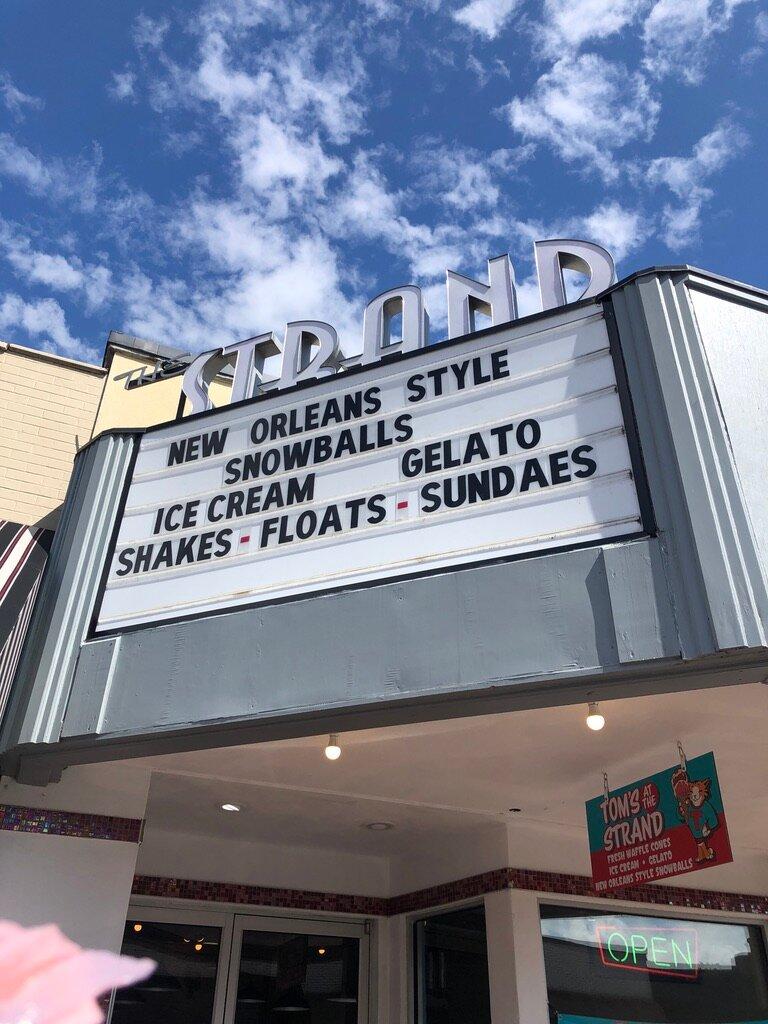 THE
STRAND
NEW ORLEANS STYLE
SNOWBALLS
ICE CREAM GELATO
SHAKES - FLOATS - SUNDAES
TOM'S AT THE
STRAND
FRESH WAFFLE CONES
ICE CREAM • GELATO
NEW ORLEANS STYLE SNOWBALLS
OPEN